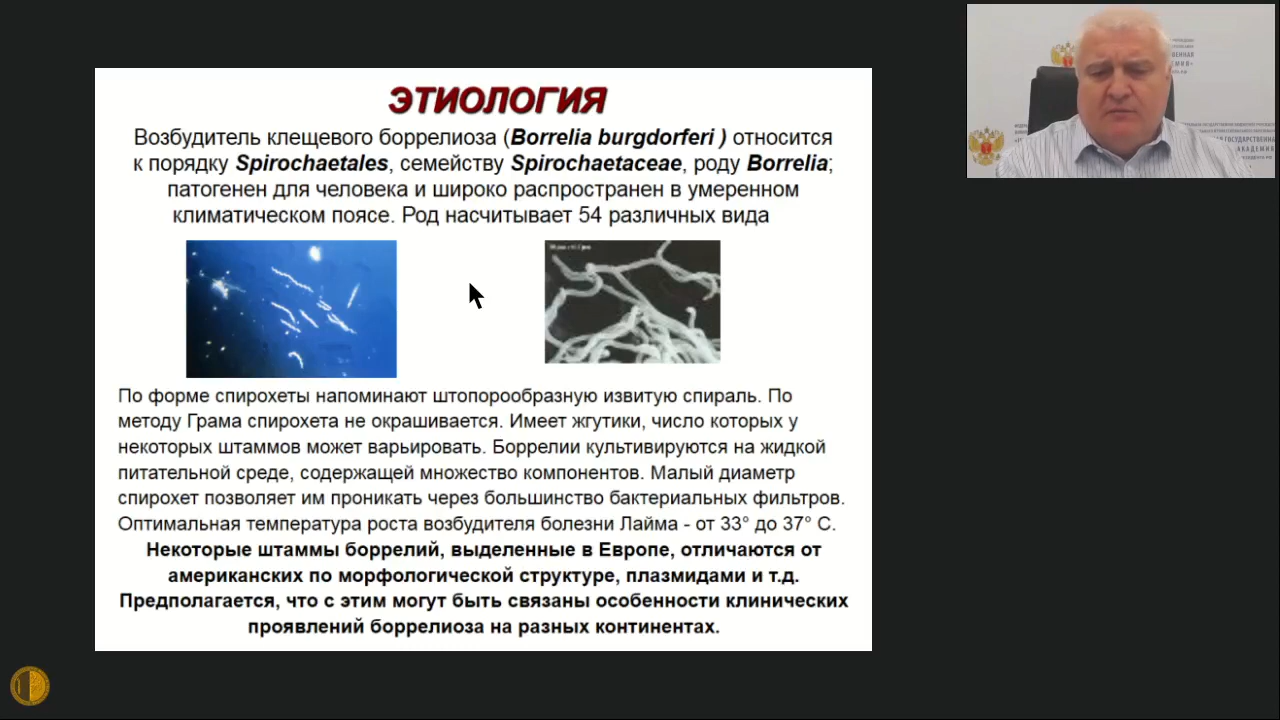 ЭТИОЛОГИЯ
Возбудитель клещевого боррелиоза (Borrelia burgdorferi ) относится
к порядку Spirochaetales, семейству Spirochaetaceae, роду Borrelia;
патогенен для человека и широко распространен в умеренном
климатическом поясе. Род насчитывает 54 различных вида
По форме спирохеты напоминают штопорообразную извитую спираль. По
методу Грама спирохета не окрашивается. Имеет жгутики, число которых у
некоторых штаммов может варьировать. Боррелии культивируются на жидкой
питательной среде, содержащей множество компонентов. Малый диаметр
спирохет позволяет им проникать через большинство бактериальных фильтров.
Оптимальная температура роста возбудителя болезни Лайма - от 33° до 37° С.
Некоторые штаммы боррелий, выделенные в Европе, отличаются от
американских по морфологической структуре, плазмидами и т.д.
Предполагается, что с этим могут быть связаны особенности клинических
проявлений боррелиоза на разных континентах.